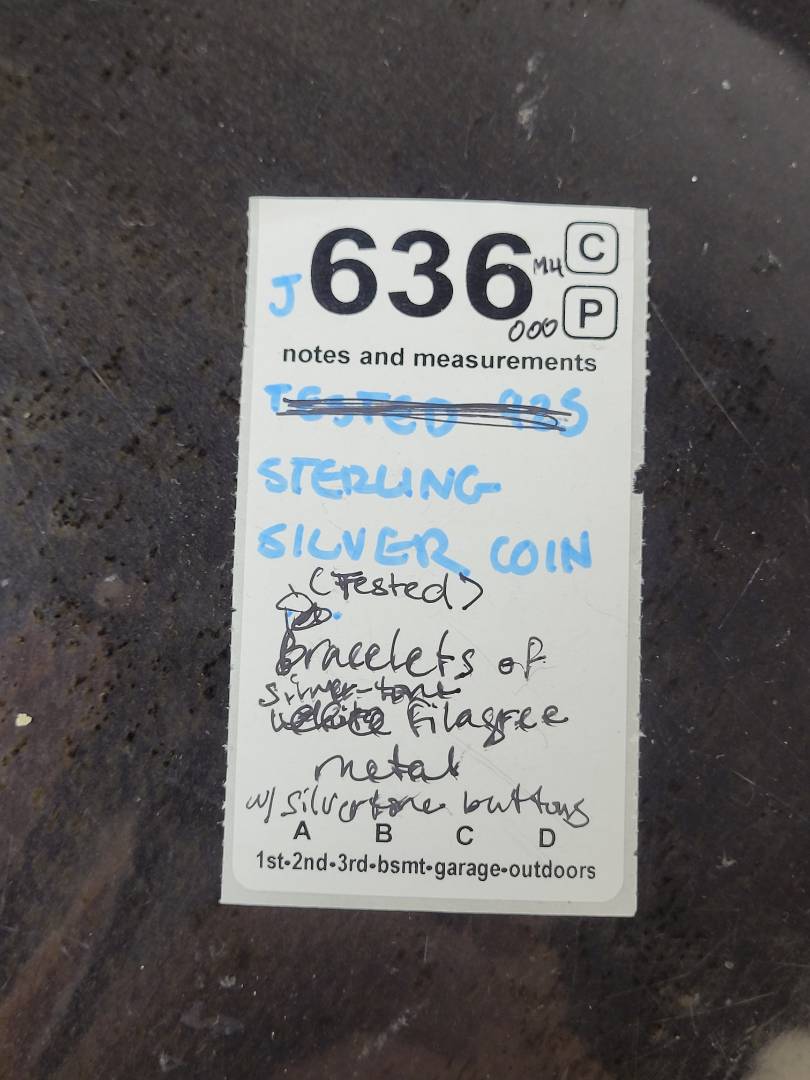 J 636 M4 C
000 P
notes and measurements
TESTED 925
STERLING
SILVER COIN
(Tested)
Bracelets of
silver-tone
filagree
metal
w/ silvertone buttons
A B C D
1st-2nd-3rd-bsmt-garage-outdoors